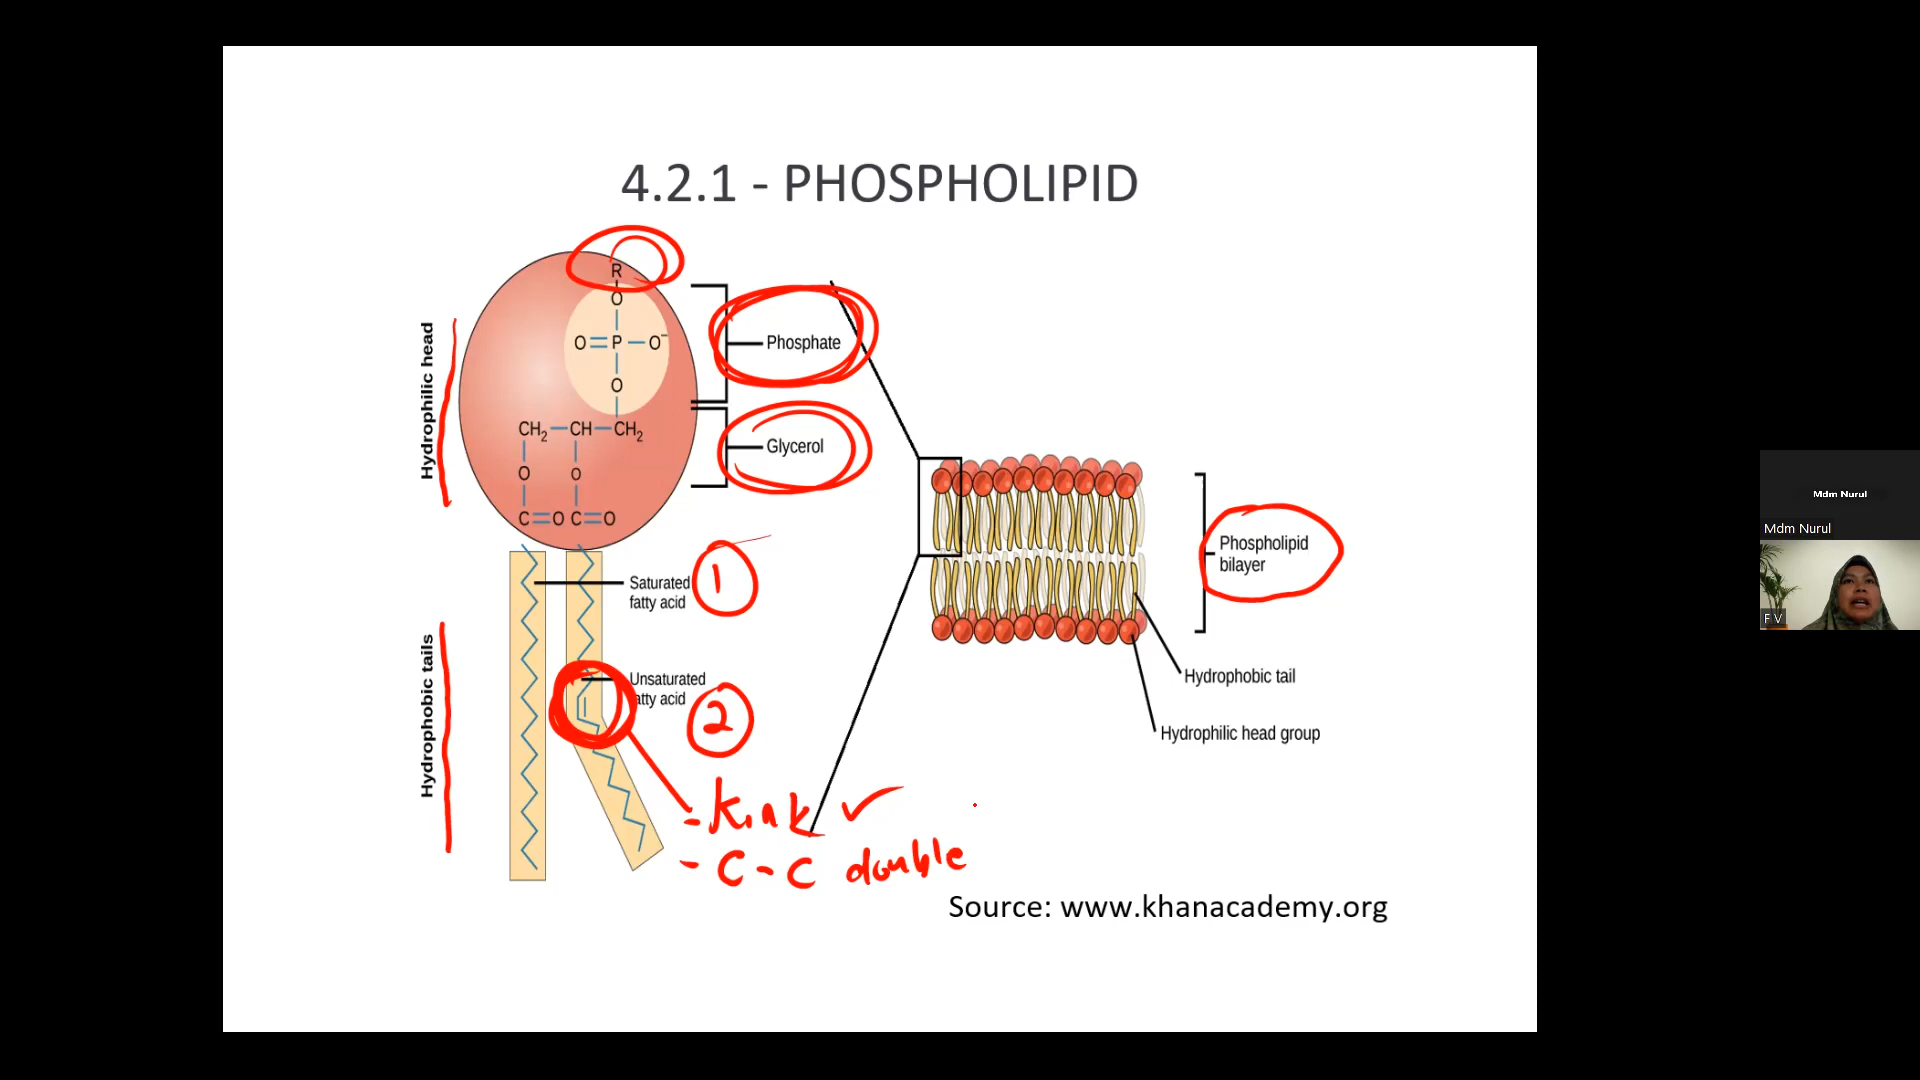 4.2.1 - PHOSPHOLIPID
Hydrophilic head
R
O
O=P-O⁻
O
CH₂-CH-CH₂
O O
C=O C=O
Phosphate
Glycerol
Saturated
fatty acid
1
Hydrophobic tails
Unsaturated
fatty acid
2
- Kink ✓
- C-C double
Phospholipid
bilayer
Hydrophobic tail
Hydrophilic head group
Source: www.khanacademy.org
Mdm Nurul
Mdm Nurul
F V